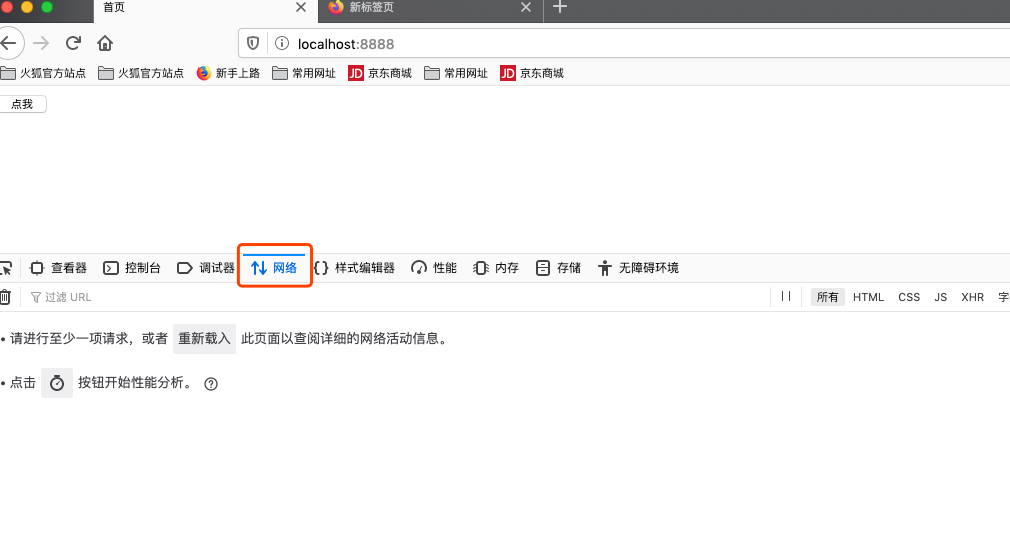 首页 新标签页
localhost:8888
火狐官方站点 火狐官方站点 新手上路 常用网址 JD 京东商城 常用网址 JD 京东商城
点我
查看器 控制台 调试器 网络 {} 样式编辑器 性能 内存 存储 无障碍环境
过滤 URL 所有 HTML CSS JS XHR 字
• 请进行至少一项请求，或者 重新载入 此页面以查阅详细的网络活动信息。
• 点击 按钮开始性能分析。 ?